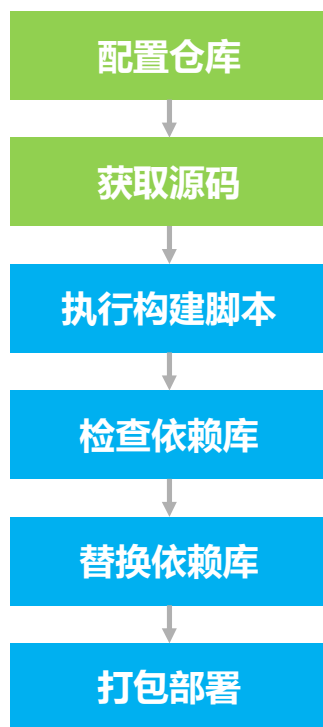 配置仓库
获取源码
执行构建脚本
检查依赖库
替换依赖库
打包部署